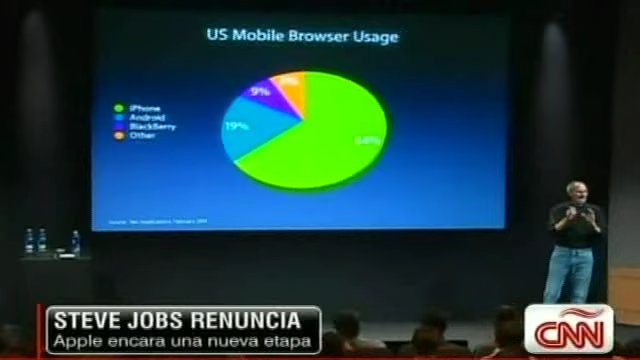 US Mobile Browser Usage
iPhone
Android
BlackBerry
Other
9%
19%
STEVE JOBS RENUNCIA
Apple encara una nueva etapa
CNN